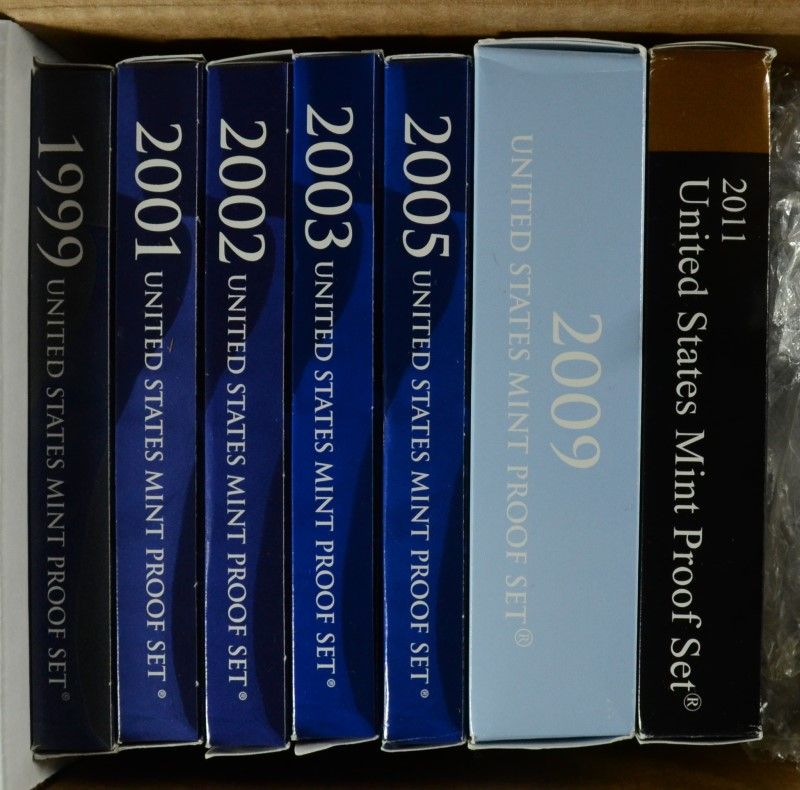 1999 UNITED STATES MINT PROOF SET®
2001 UNITED STATES MINT PROOF SET®
2002 UNITED STATES MINT PROOF SET®
2003 UNITED STATES MINT PROOF SET®
2005 UNITED STATES MINT PROOF SET®
2009
UNITED STATES MINT PROOF SET®
2011
United States Mint Proof Set®